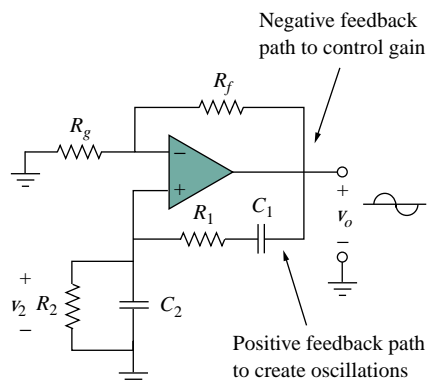 Negative feedback
path to control gain
R_f
R_g
−
+
R_1
C_1
+
v_o
−
+
v_2
−
R_2
C_2
Positive feedback path
to create oscillations